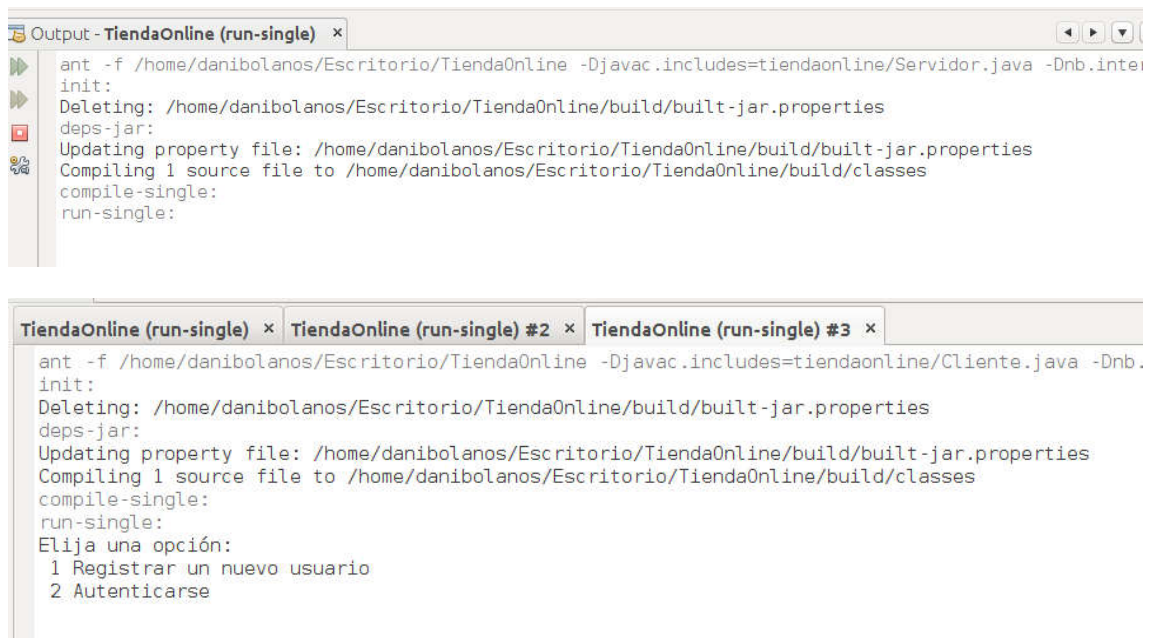 Output - TiendaOnline (run-single) ×
ant -f /home/danibolanos/Escritorio/TiendaOnline -Djavac.includes=tiendaonline/Servidor.java -Dnb.inte
init:
Deleting: /home/danibolanos/Escritorio/TiendaOnline/build/built-jar.properties
deps-jar:
Updating property file: /home/danibolanos/Escritorio/TiendaOnline/build/built-jar.properties
Compiling 1 source file to /home/danibolanos/Escritorio/TiendaOnline/build/classes
compile-single:
run-single:
TiendaOnline (run-single) × TiendaOnline (run-single) #2 × TiendaOnline (run-single) #3 ×
ant -f /home/danibolanos/Escritorio/TiendaOnline -Djavac.includes=tiendaonline/Cliente.java -Dnb.
init:
Deleting: /home/danibolanos/Escritorio/TiendaOnline/build/built-jar.properties
deps-jar:
Updating property file: /home/danibolanos/Escritorio/TiendaOnline/build/built-jar.properties
Compiling 1 source file to /home/danibolanos/Escritorio/TiendaOnline/build/classes
compile-single:
run-single:
Elija una opción:
1 Registrar un nuevo usuario
2 Autenticarse